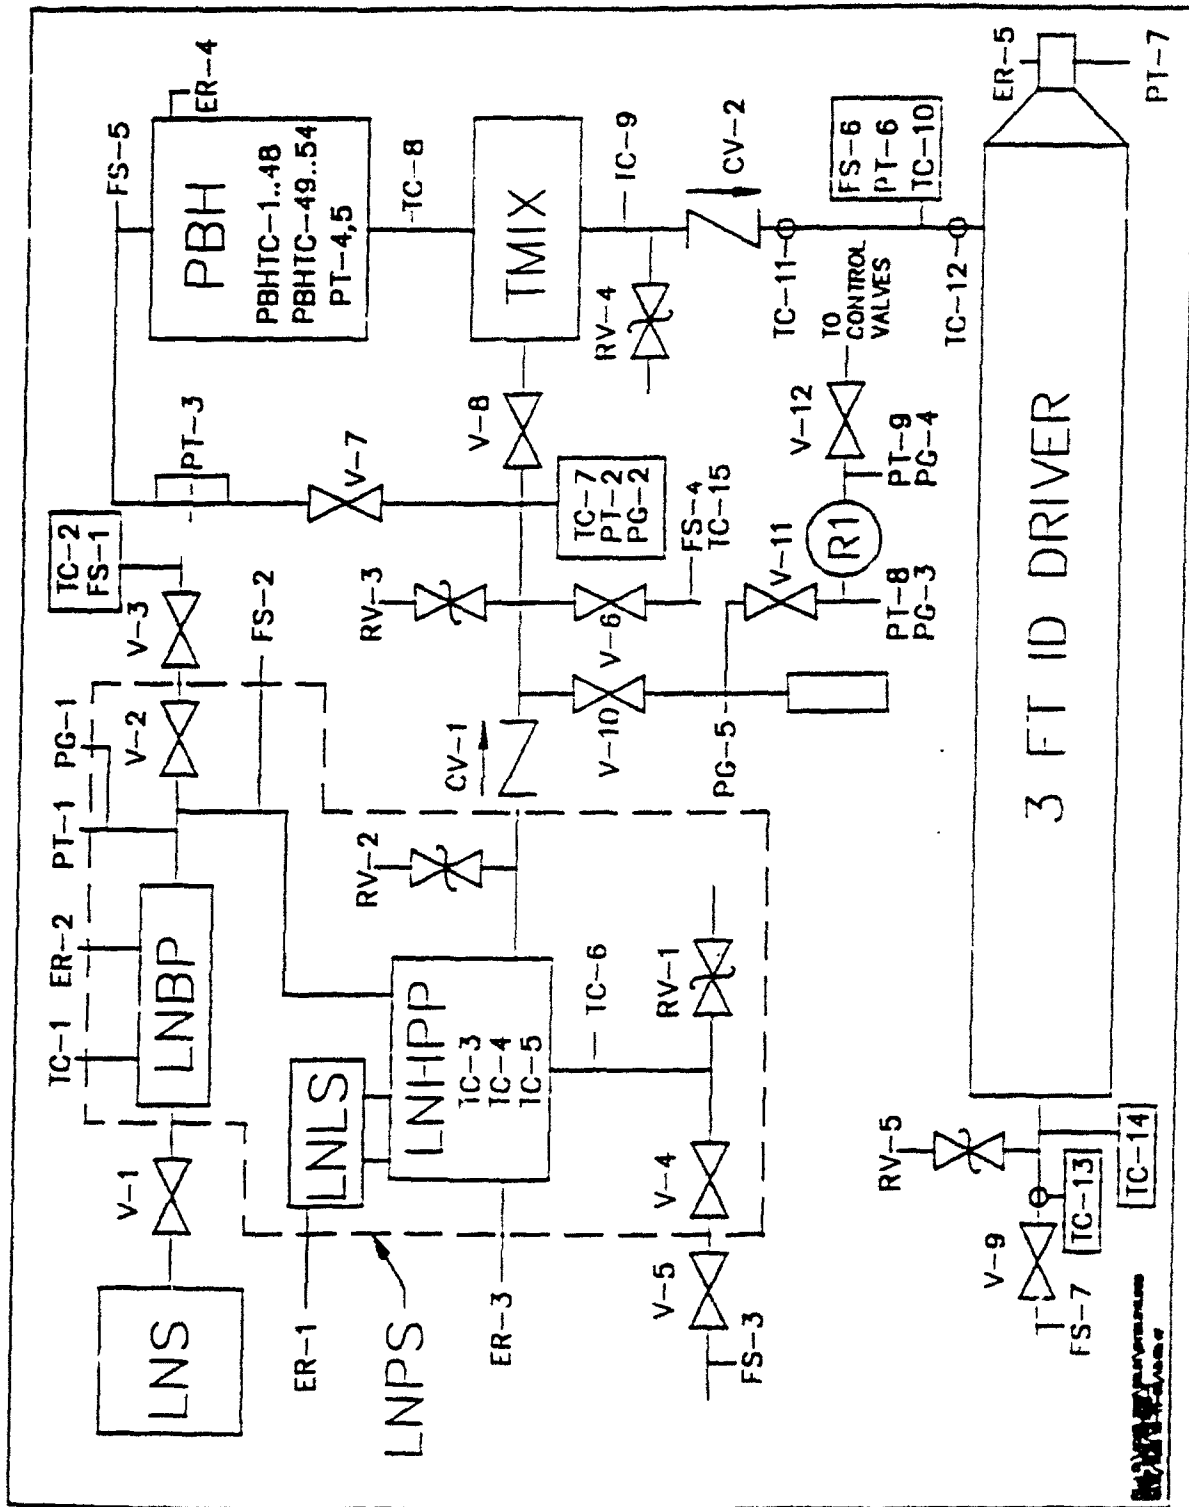 LNS
V-1
TC-1
ER-2
LNBP
PT-1
PG-1
V-2
V-3
TC-2
FS-1
PT-3
FS-5
PBH
PBHTC-1..48
PBHTC-49..54
PT-4,5
ER-4
FS-2
V-7
TC-8
ER-1
LNLS
LNPS
LNHPP
TC-3
TC-4
TC-5
ER-3
RV-2
CV-1
RV-3
V-8
TMIX
TC-9
RV-4
CV-2
TC-7
PT-2
PG-2
TC-6
V-10
V-6
FS-4
TC-15
V-5
V-4
RV-1
FS-3
PG-5
V-11
R1
PT-8
PG-3
V-12
PT-9
PG-4
TO
CONTROL
VALVES
TC-11
FS-6
PT-6
TC-10
TC-12
RV-5
V-9
FS-7
TC-13
TC-14
3 FT ID DRIVER
ER-5
PT-7